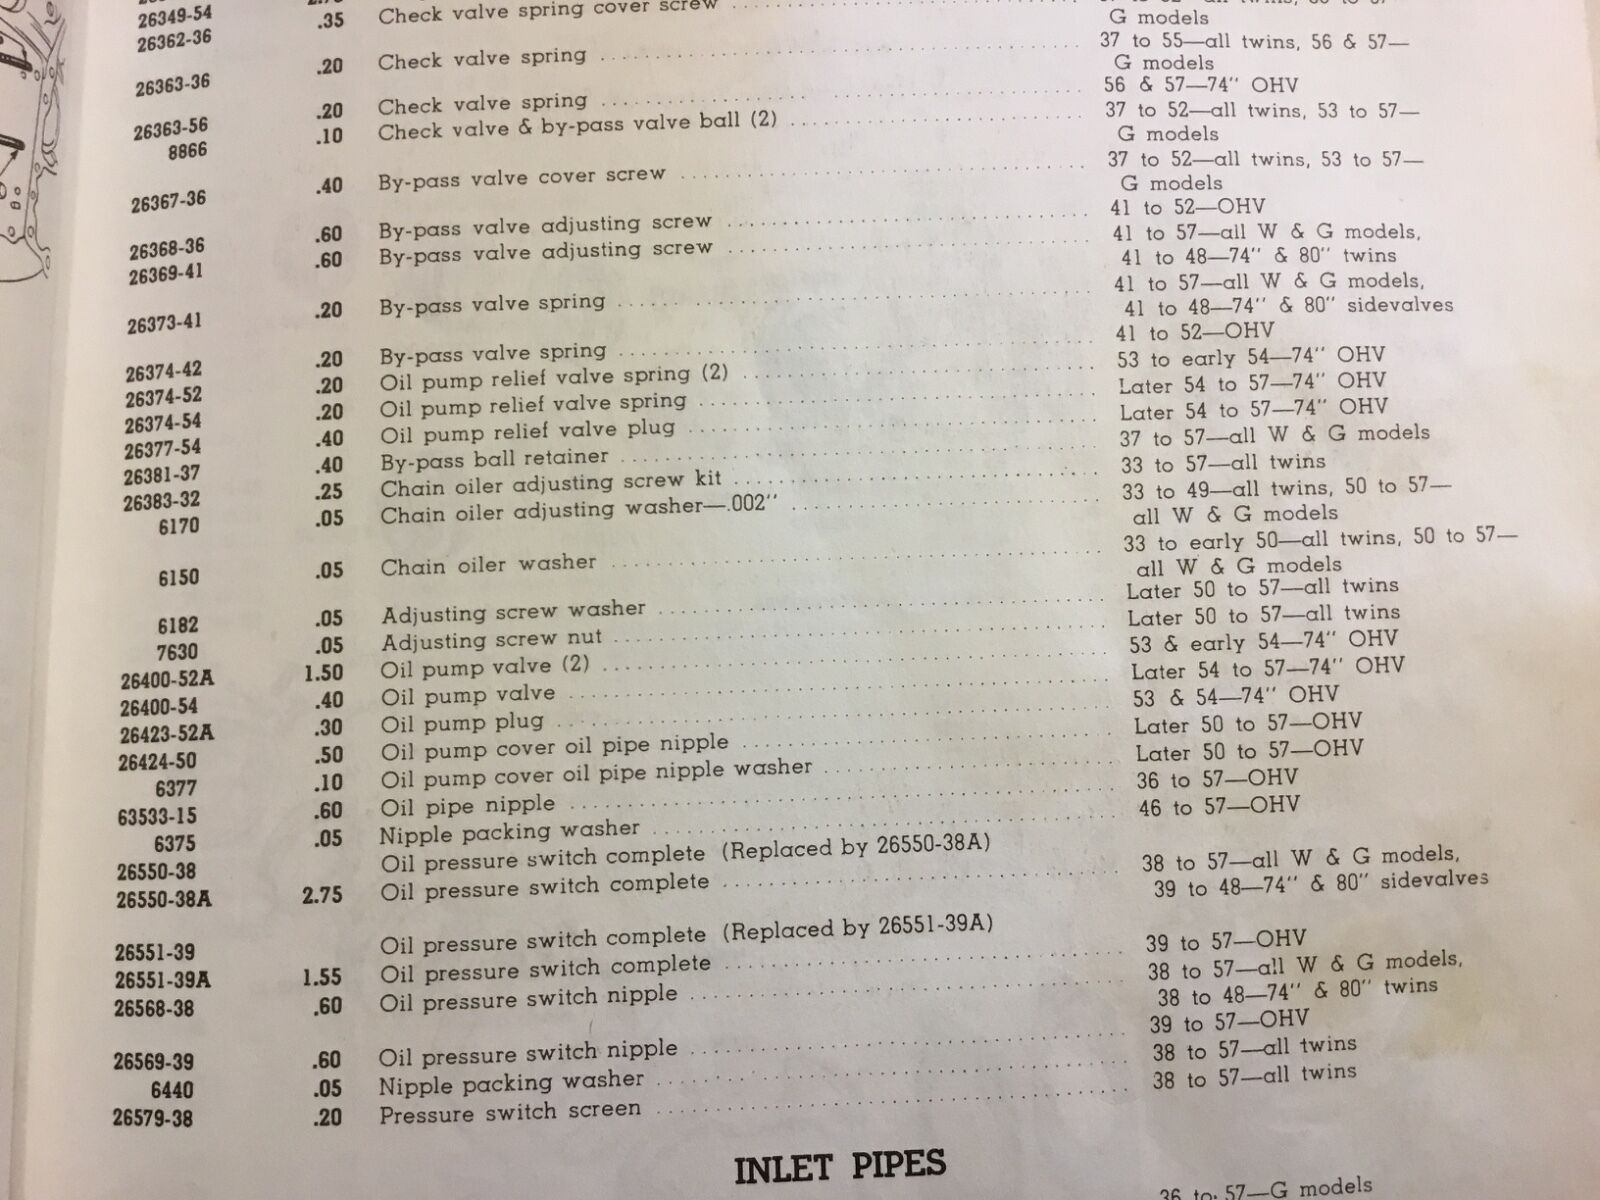 26349-54
26362-36 .35 Check valve spring cover screw
G models
26363-36 .20 Check valve spring 37 to 55—all twins, 56 & 57—
G models
26363-56 .20 Check valve spring 56 & 57—74" OHV
8866 .10 Check valve & by-pass valve ball (2) 37 to 52—all twins, 53 to 57—
G models
26367-36 .40 By-pass valve cover screw 37 to 52—all twins, 53 to 57—
G models
26368-36 .60 By-pass valve adjusting screw 41 to 52—OHV
26369-41 .60 By-pass valve adjusting screw 41 to 57—all W & G models,
41 to 48—74" & 80" twins
26373-41 .20 By-pass valve spring 41 to 57—all W & G models,
41 to 48—74" & 80" sidevalves
26374-42 .20 By-pass valve spring 41 to 52—OHV
26374-52 .20 Oil pump relief valve spring (2) 53 to early 54—74" OHV
26374-54 .20 Oil pump relief valve spring Later 54 to 57—74" OHV
26377-54 .40 Oil pump relief valve plug Later 54 to 57—74" OHV
26381-37 .40 By-pass ball retainer 37 to 57—all W & G models
26383-32 .25 Chain oiler adjusting screw kit 33 to 57—all twins
6170 .05 Chain oiler adjusting washer—.002" 33 to 49—all twins, 50 to 57—
all W & G models
6150 .05 Chain oiler washer 33 to early 50—all twins, 50 to 57—
all W & G models
6182 .05 Adjusting screw washer Later 50 to 57—all twins
7630 .05 Adjusting screw nut Later 50 to 57—all twins
26400-52A 1.50 Oil pump valve (2) 53 & early 54—74" OHV
26400-54 .40 Oil pump valve Later 54 to 57—74" OHV
26423-52A .30 Oil pump plug 53 & 54—74" OHV
26424-50 .50 Oil pump cover oil pipe nipple Later 50 to 57—OHV
6377 .10 Oil pump cover oil pipe nipple washer Later 50 to 57—OHV
63533-15 .60 Oil pipe nipple 36 to 57—OHV
6375 .05 Nipple packing washer 46 to 57—OHV
26550-38 Oil pressure switch complete (Replaced by 26550-38A)
26550-38A 2.75 Oil pressure switch complete 38 to 57—all W & G models,
39 to 48—74" & 80" sidevalves
26551-39 Oil pressure switch complete (Replaced by 26551-39A)
26551-39A 1.55 Oil pressure switch complete 39 to 57—OHV
26568-38 .60 Oil pressure switch nipple 38 to 57—all W & G models,
38 to 48—74" & 80" twins
26569-39 .60 Oil pressure switch nipple 39 to 57—OHV
6440 .05 Nipple packing washer 38 to 57—all twins
26579-38 .20 Pressure switch screen 38 to 57—all twins
INLET PIPES
36 to 57—G models